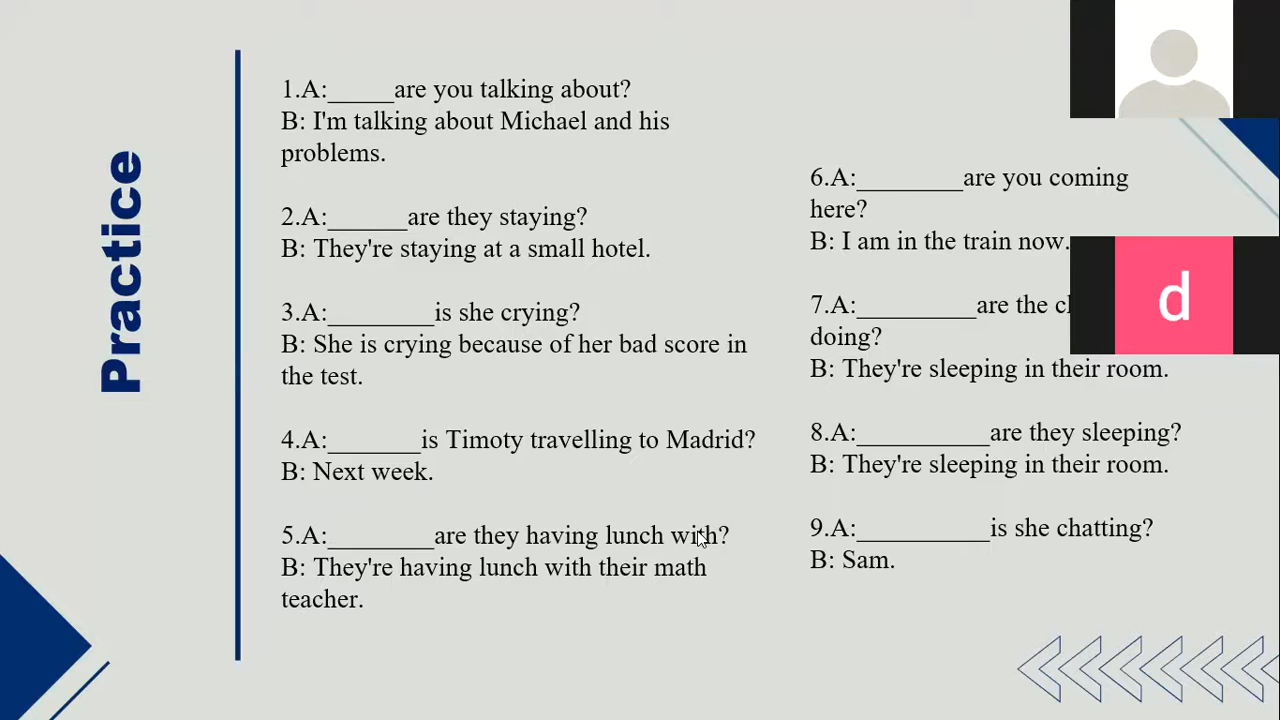 Practice
1.A:_____are you talking about?
B: I'm talking about Michael and his
problems.
2.A:______are they staying?
B: They're staying at a small hotel.
3.A:________is she crying?
B: She is crying because of her bad score in
the test.
4.A:_______is Timoty travelling to Madrid?
B: Next week.
5.A:________are they having lunch with?
B: They're having lunch with their math
teacher.
6.A:________are you coming
here?
B: I am in the train now.
7.A:_________are the
doing?
B: They're sleeping in their room.
8.A:__________are they sleeping?
B: They're sleeping in their room.
9.A:__________is she chatting?
B: Sam.
d